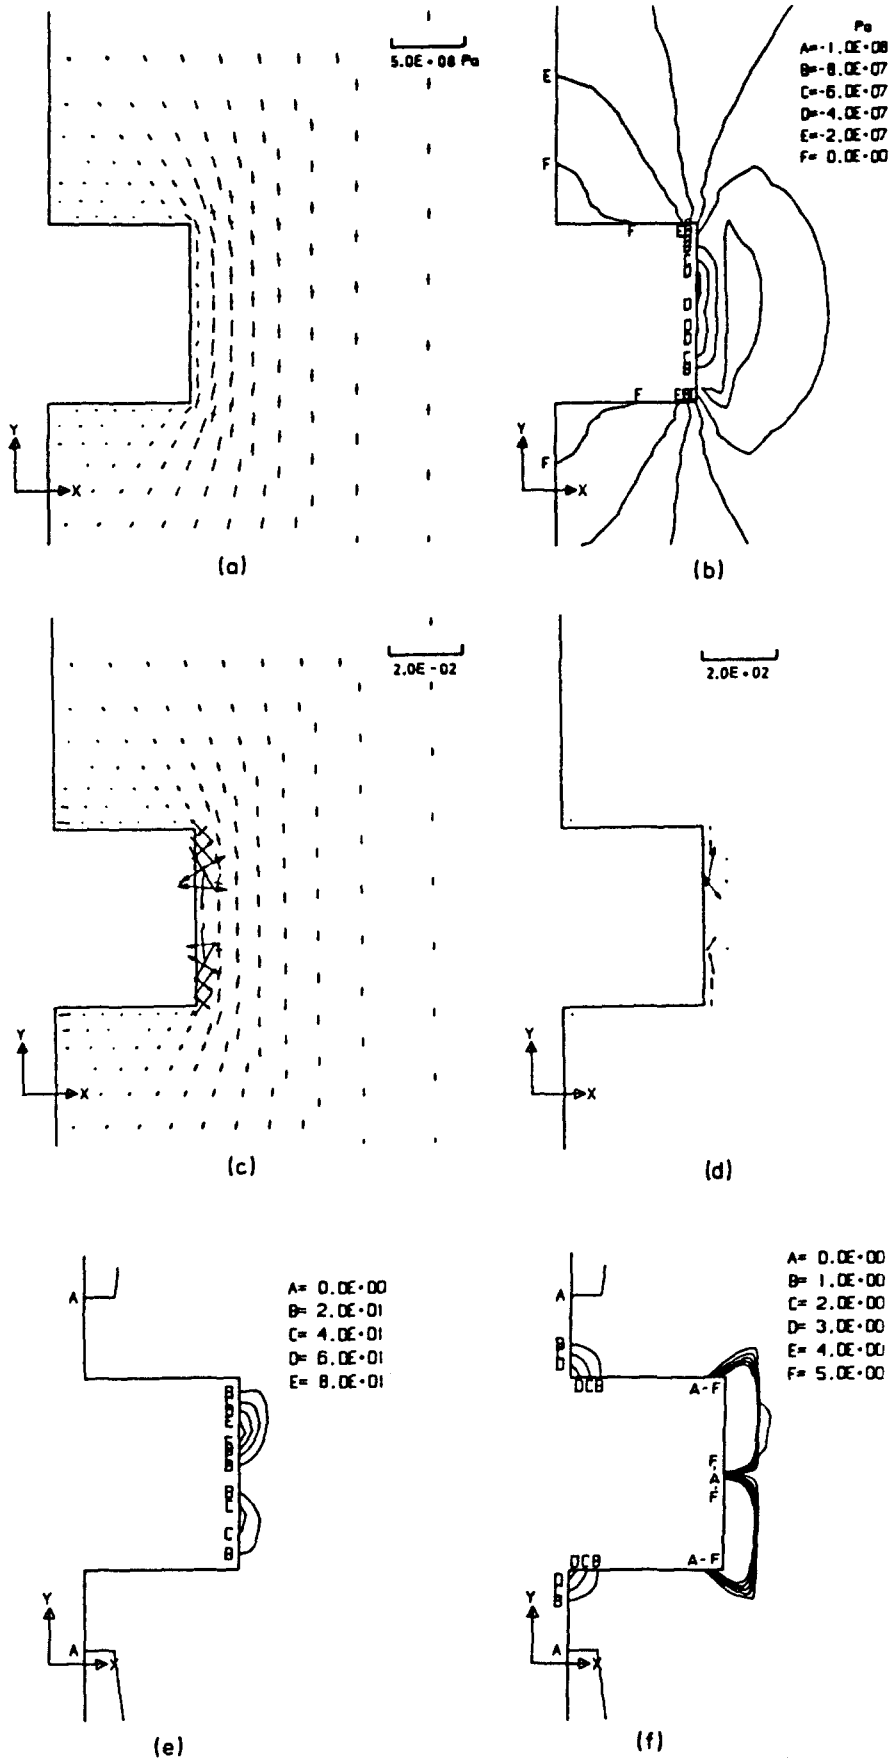 5.0E+08 Pa
Y
X
(a)
Pa
A=-1.0E+08
B=-8.0E+07
C=-6.0E+07
D=-4.0E+07
E=-2.0E+07
F= 0.0E+00
E
F
F
E
D
D
D
D
C
B
F
E
F
Y
X
(b)
2.0E-02
Y
X
(c)
2.0E+02
Y
X
(d)
A= 0.0E+00
B= 2.0E+01
C= 4.0E+01
D= 6.0E+01
E= 8.0E+01
A
B
E
B
B
C
C
B
Y
A
X
(e)
A= 0.0E+00
B= 1.0E+00
C= 2.0E+00
D= 3.0E+00
E= 4.0E+00
F= 5.0E+00
A
B
D
DCB
A-F
F
A
F
DCB
A-F
D
B
Y
A
X
(f)